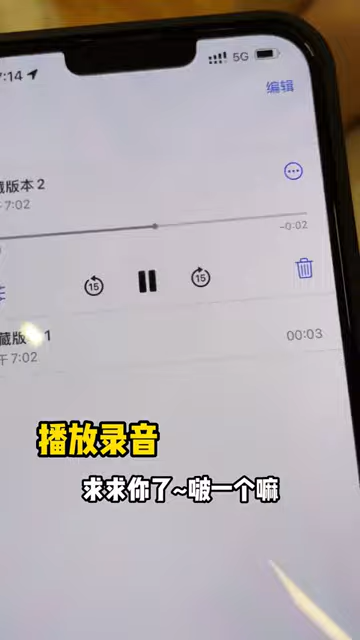 7:14
5G
编辑
藏版本 2
午7:02
-0:02
15
15
藏版本 1
00:03
午7:02
播放录音
求求你了~啵一个嘛